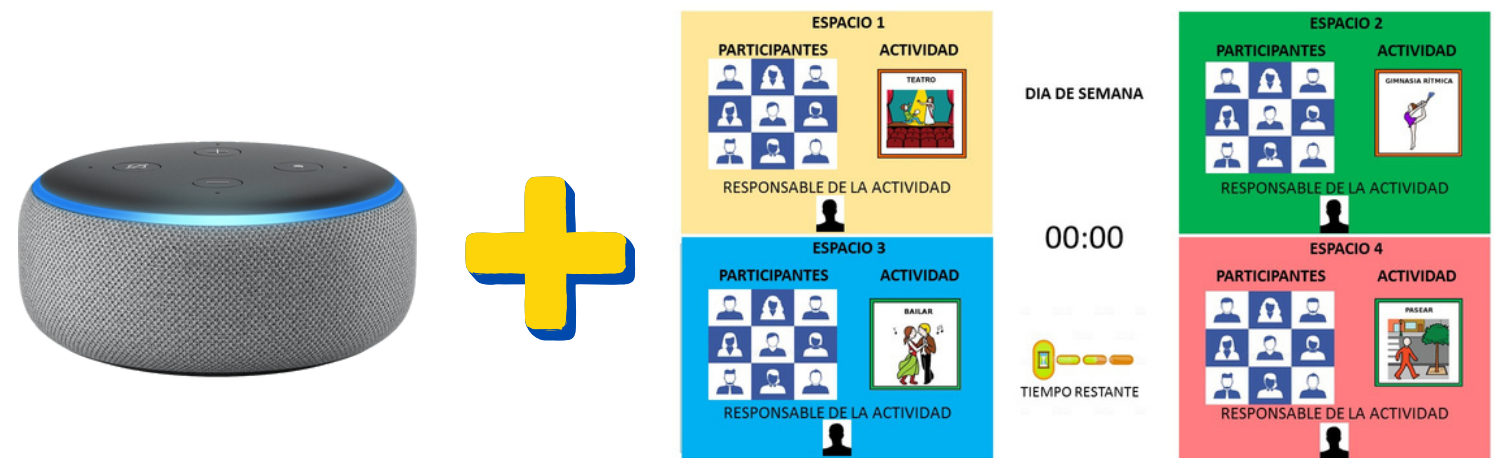 ESPACIO 1
PARTICIPANTES ACTIVIDAD
TEATRO
RESPONSABLE DE LA ACTIVIDAD
DIA DE SEMANA
00:00
TIEMPO RESTANTE
ESPACIO 2
PARTICIPANTES ACTIVIDAD
GIMNASIA RÍTMICA
RESPONSABLE DE LA ACTIVIDAD
ESPACIO 3
PARTICIPANTES ACTIVIDAD
BAILAR
RESPONSABLE DE LA ACTIVIDAD
ESPACIO 4
PARTICIPANTES ACTIVIDAD
PASEAR
RESPONSABLE DE LA ACTIVIDAD